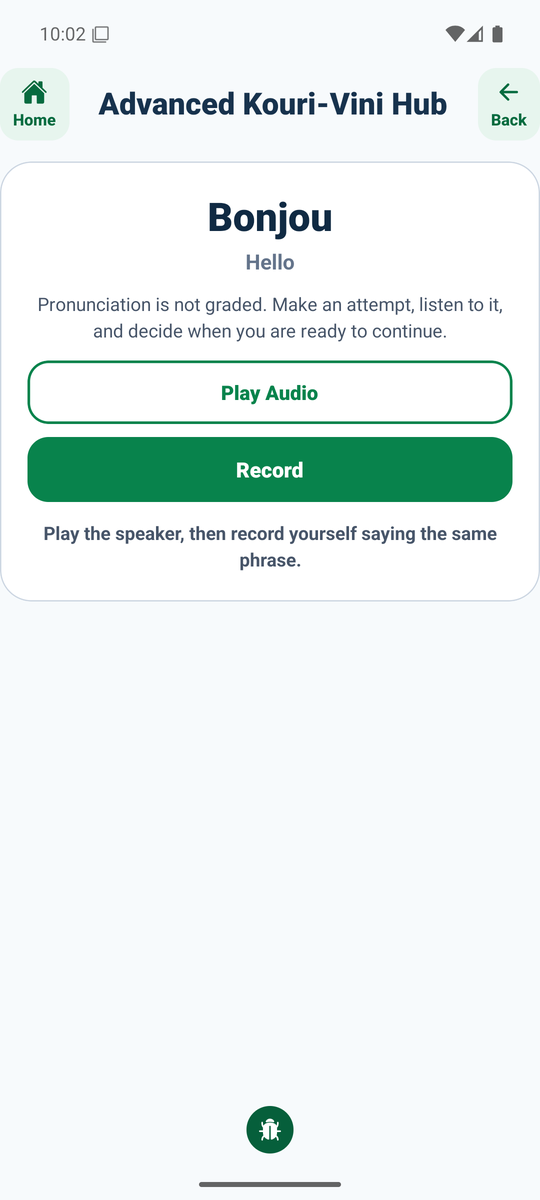 10:02
Home
Advanced Kouri-Vini Hub
Back
Bonjou
Hello
Pronunciation is not graded. Make an attempt, listen to it,
and decide when you are ready to continue.
Play Audio
Record
Play the speaker, then record yourself saying the same
phrase.